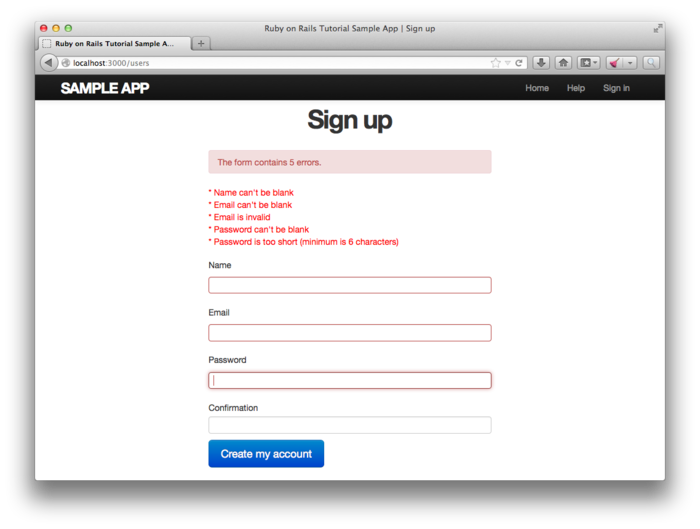 Ruby on Rails Tutorial Sample App | Sign up
Ruby on Rails Tutorial Sample A...
localhost:3000/users
SAMPLE APP
Home Help Sign in
Sign up
The form contains 5 errors.
* Name can't be blank
* Email can't be blank
* Email is invalid
* Password can't be blank
* Password is too short (minimum is 6 characters)
Name
Email
Password
Confirmation
Create my account